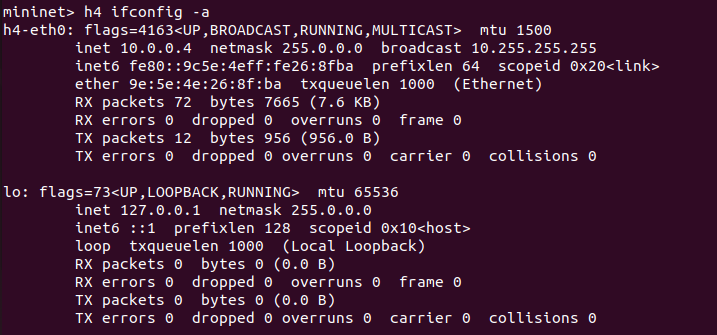 mininet> h4 ifconfig -a
h4-eth0: flags=4163<UP,BROADCAST,RUNNING,MULTICAST>  mtu 1500
        inet 10.0.0.4  netmask 255.0.0.0  broadcast 10.255.255.255
        inet6 fe80::9c5e:4eff:fe26:8fba  prefixlen 64  scopeid 0x20<link>
        ether 9e:5e:4e:26:8f:ba  txqueuelen 1000  (Ethernet)
        RX packets 72  bytes 7665 (7.6 KB)
        RX errors 0  dropped 0  overruns 0  frame 0
        TX packets 12  bytes 956 (956.0 B)
        TX errors 0  dropped 0 overruns 0  carrier 0  collisions 0

lo: flags=73<UP,LOOPBACK,RUNNING>  mtu 65536
        inet 127.0.0.1  netmask 255.0.0.0
        inet6 ::1  prefixlen 128  scopeid 0x10<host>
        loop  txqueuelen 1000  (Local Loopback)
        RX packets 0  bytes 0 (0.0 B)
        RX errors 0  dropped 0  overruns 0  frame 0
        TX packets 0  bytes 0 (0.0 B)
        TX errors 0  dropped 0 overruns 0  carrier 0  collisions 0